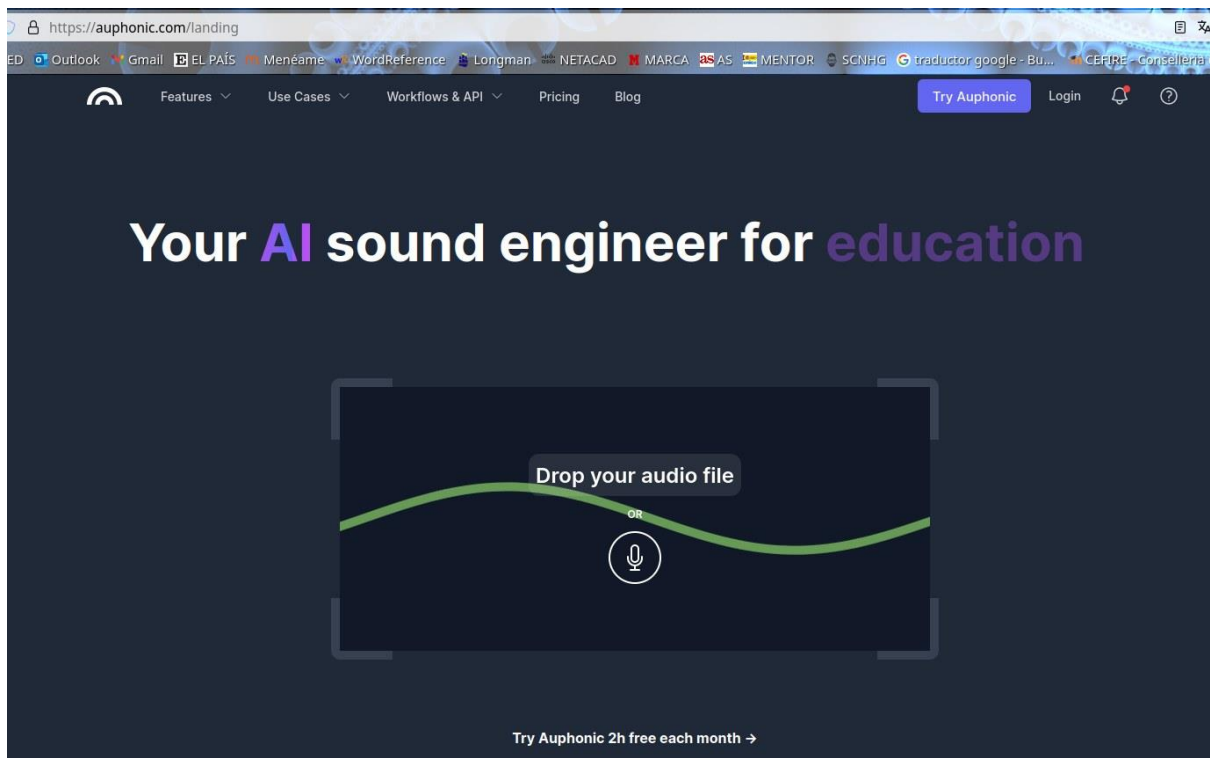 https://auphonic.com/landing
ED Outlook Gmail EL PAÍS Menéame WordReference Longman NETACAD MARCA AS MENTOR SCNHG traductor google - Bu... CEFIRE - Conselleria
Features Use Cases Workflows & API Pricing Blog Try Auphonic Login
Your AI sound engineer for education
Drop your audio file
OR
Try Auphonic 2h free each month →